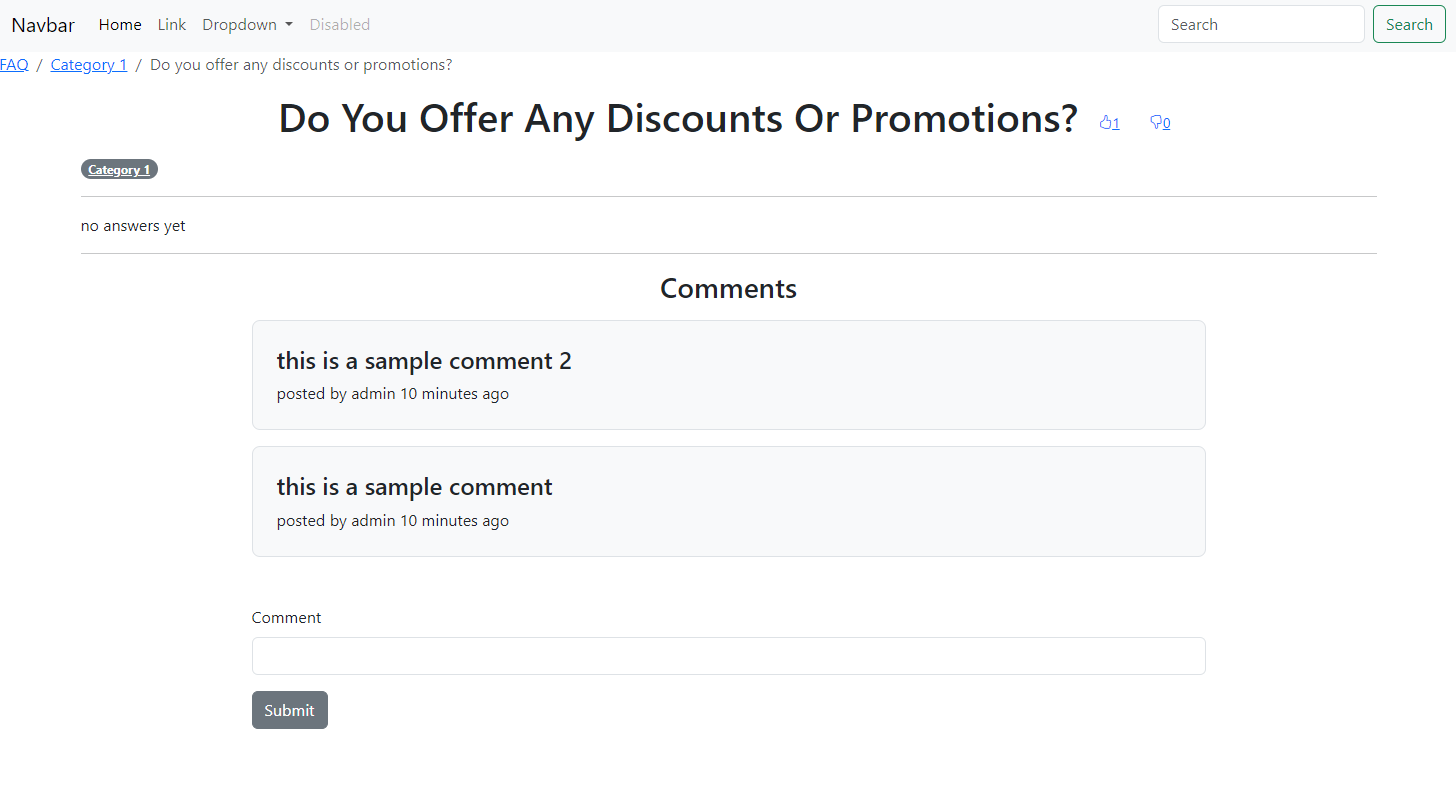 Navbar Home Link Dropdown Disabled Search Search
FAQ / Category 1 / Do you offer any discounts or promotions?
Do You Offer Any Discounts Or Promotions? 1 0
Category 1
no answers yet
Comments
this is a sample comment 2
posted by admin 10 minutes ago
this is a sample comment
posted by admin 10 minutes ago
Comment
Submit